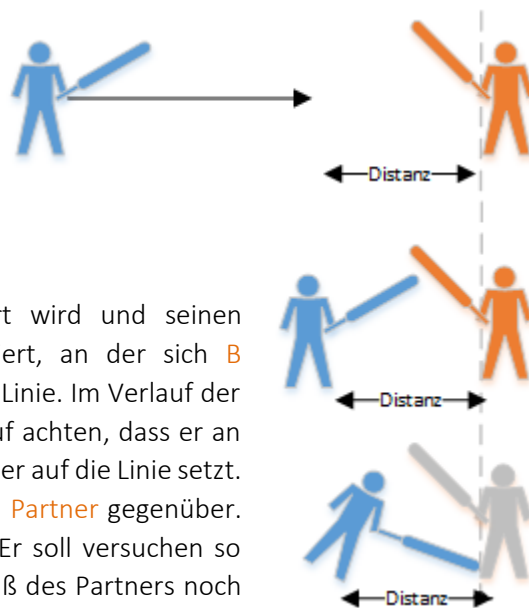 Distanz
rt wird und seinen
ert, an der sich B
Linie. Im Verlauf der
uf achten, dass er an
er auf die Linie setzt.
Partner gegenüber.
Er soll versuchen so
ß des Partners noch
Distanz
Distanz